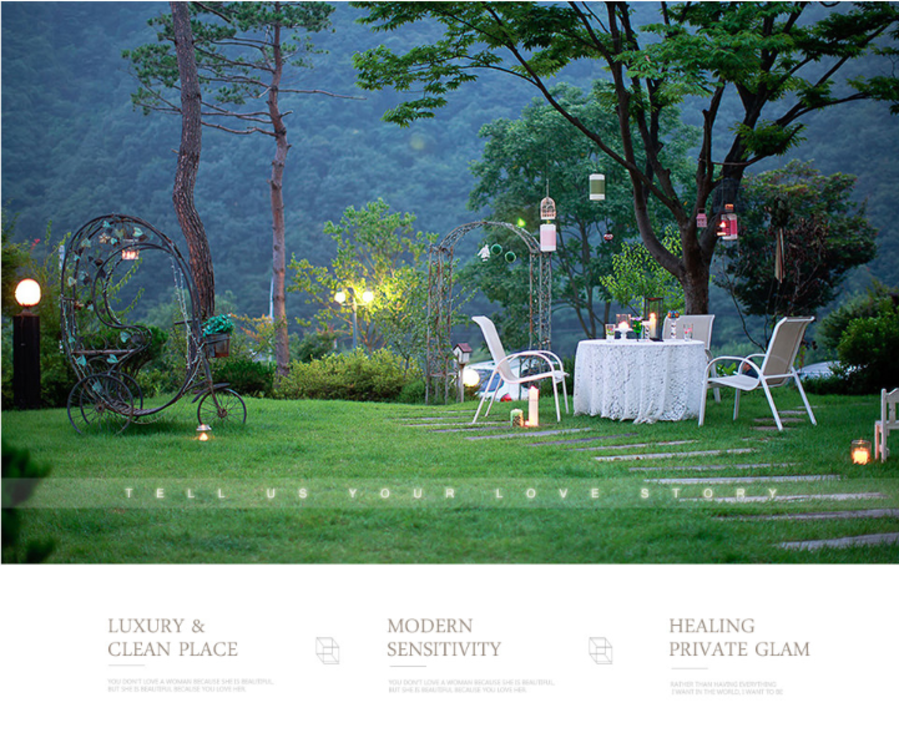 TELL US YOUR LOVE STORY
LUXURY &
CLEAN PLACE
YOU DON'T LOVE A WOMAN BECAUSE SHE IS BEAUTIFUL,
BUT SHE IS BEAUTIFUL BECAUSE YOU LOVE HER.
MODERN
SENSITIVITY
YOU DON'T LOVE A WOMAN BECAUSE SHE IS BEAUTIFUL,
BUT SHE IS BEAUTIFUL BECAUSE YOU LOVE HER.
HEALING
PRIVATE GLAM
RATHER THAN HAVING EVERYTHING
I WANT IN THE WORLD, I WANT TO BE